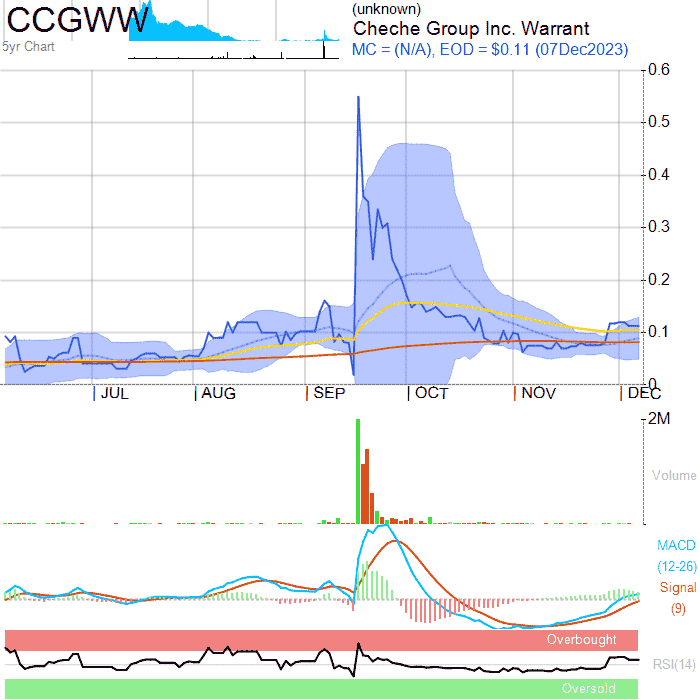 CCGWW
5yr Chart
(unknown)
Cheche Group Inc. Warrant
MC = (N/A), EOD = $0.11 (07Dec2023)
0.6
0.5
0.4
0.3
0.2
0.1
0
JUL AUG SEP OCT NOV DEC
2M
Volume
MACD
(12-26)
Signal
(9)
Overbought
RSI(14)
Oversold